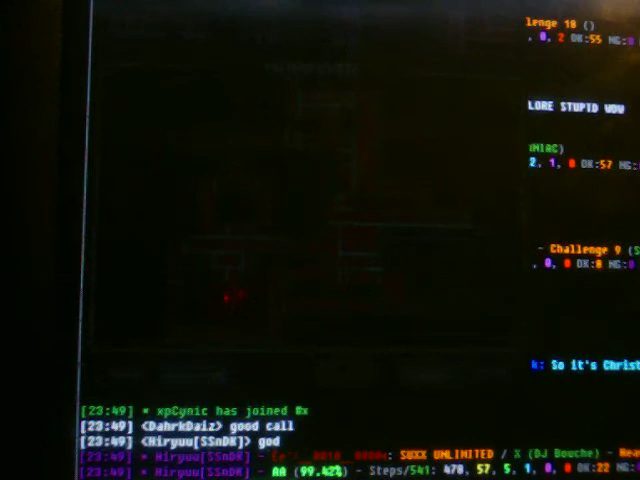 lenge 18 ()
, 0, 2 OK:55 NG:0
LORE STUPID WOW
2, 1, 0 OK:57 NG:
- Challenge 9 (S
, 0, 0 OK:8 NG:0
k: So it's Christ
[23:49] * xpCynic has joined #x
[23:49] <DahrkDaiz> good call
[23:49] <Hiryuu[SSnDK]> god
[23:49] * Hiryuu[SSnDK] - : SUXX UNLIMITED / X (DJ Bouche) - Hea
[23:49] * Hiryuu[SSnDK] - AA (99.42%) - Steps/541: 478, 57, 5, 1, 0, 0 OK:22 NG:0